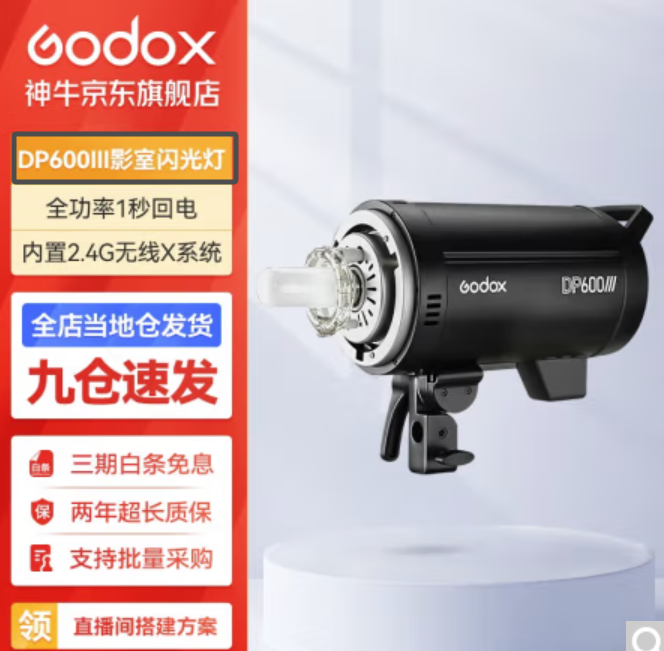 Godox
神牛京东旗舰店
DP600III影室闪光灯
全功率1秒回电
内置2.4G无线X系统
全店当地仓发货
九仓速发
白条
三期白条免息
保
两年超长质保
支持批量采购
领
直播间搭建方案
Godox
DP600III